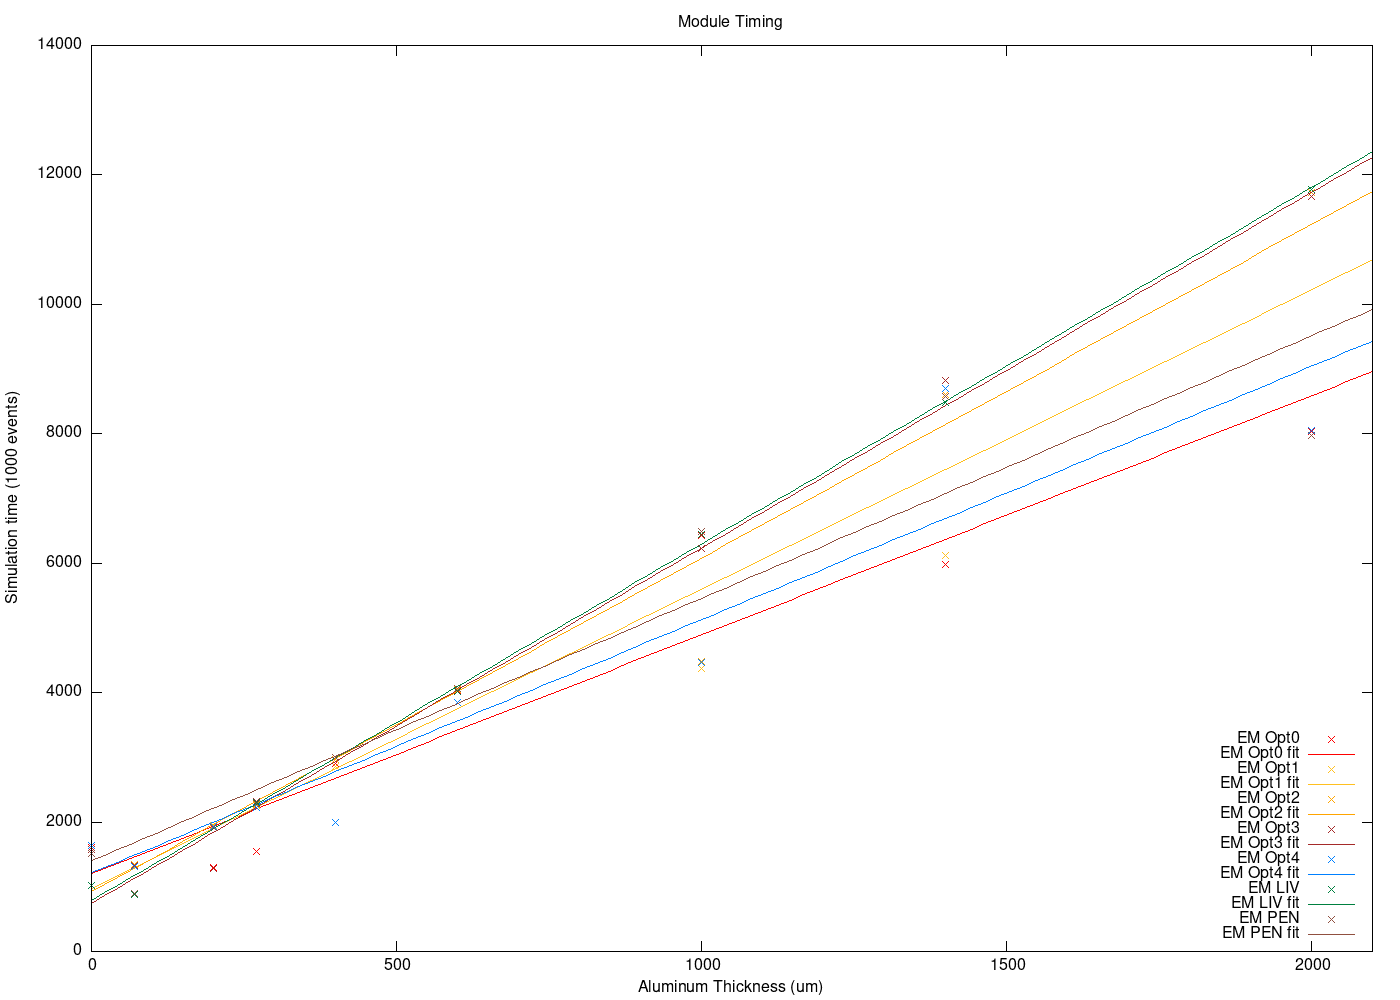 Module Timing
14000
12000
10000
8000
6000
4000
2000
0
Simulation time (1000 events)
EM Opt0
EM Opt0 fit
EM Opt1
EM Opt1 fit
EM Opt2
EM Opt2 fit
EM Opt3
EM Opt3 fit
EM Opt4
EM Opt4 fit
EM LIV
EM LIV fit
EM PEN
EM PEN fit
0 500 1000 1500 2000
Aluminum Thickness (um)